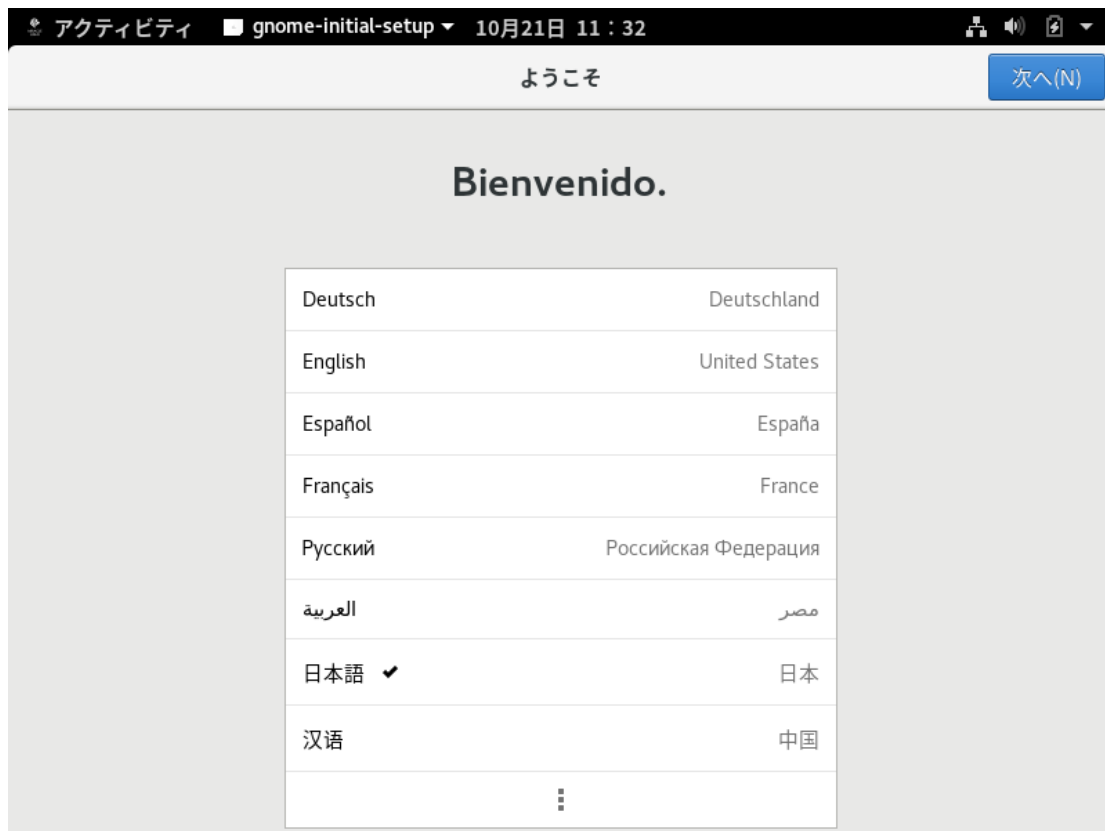 アクティビティ gnome-initial-setup 10月21日 11：32
ようこそ 次へ(N)
Bienvenido.
Deutsch Deutschland
English United States
Español España
Français France
Русский Российская Федерация
العربية مصر
日本語 日本
汉语 中国